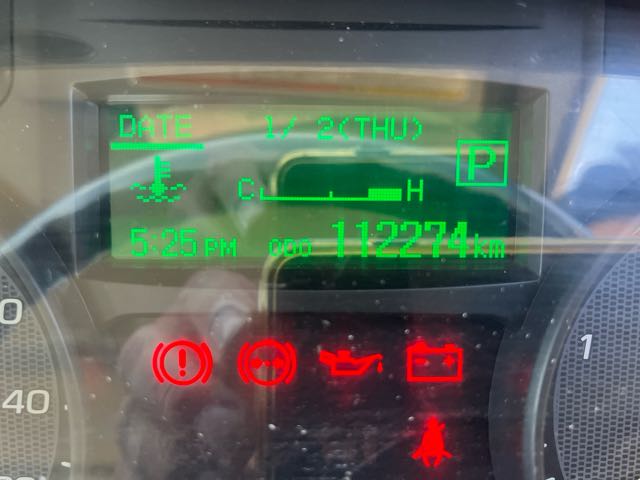 DATE 1/ 2(THU)
P
C H
5:25 PM ODO 112274 km
0
40
1